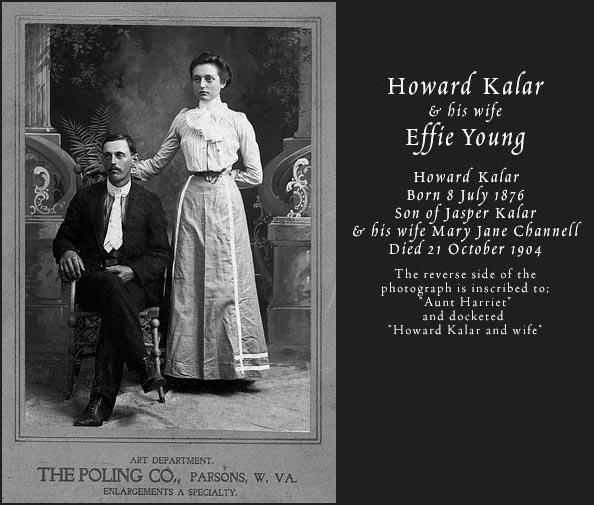 Howard Kalar
& his wife
Effie Young
Howard Kalar
Born 8 July 1876
Son of Jasper Kalar
& his wife Mary Jane Channell
Died 21 October 1904
The reverse side of the
photograph is inscribed to;
"Aunt Harriet"
and docketed
"Howard Kalar and wife"
ART DEPARTMENT.
THE POLING CO., PARSONS, W. VA.
ENLARGEMENTS A SPECIALTY.